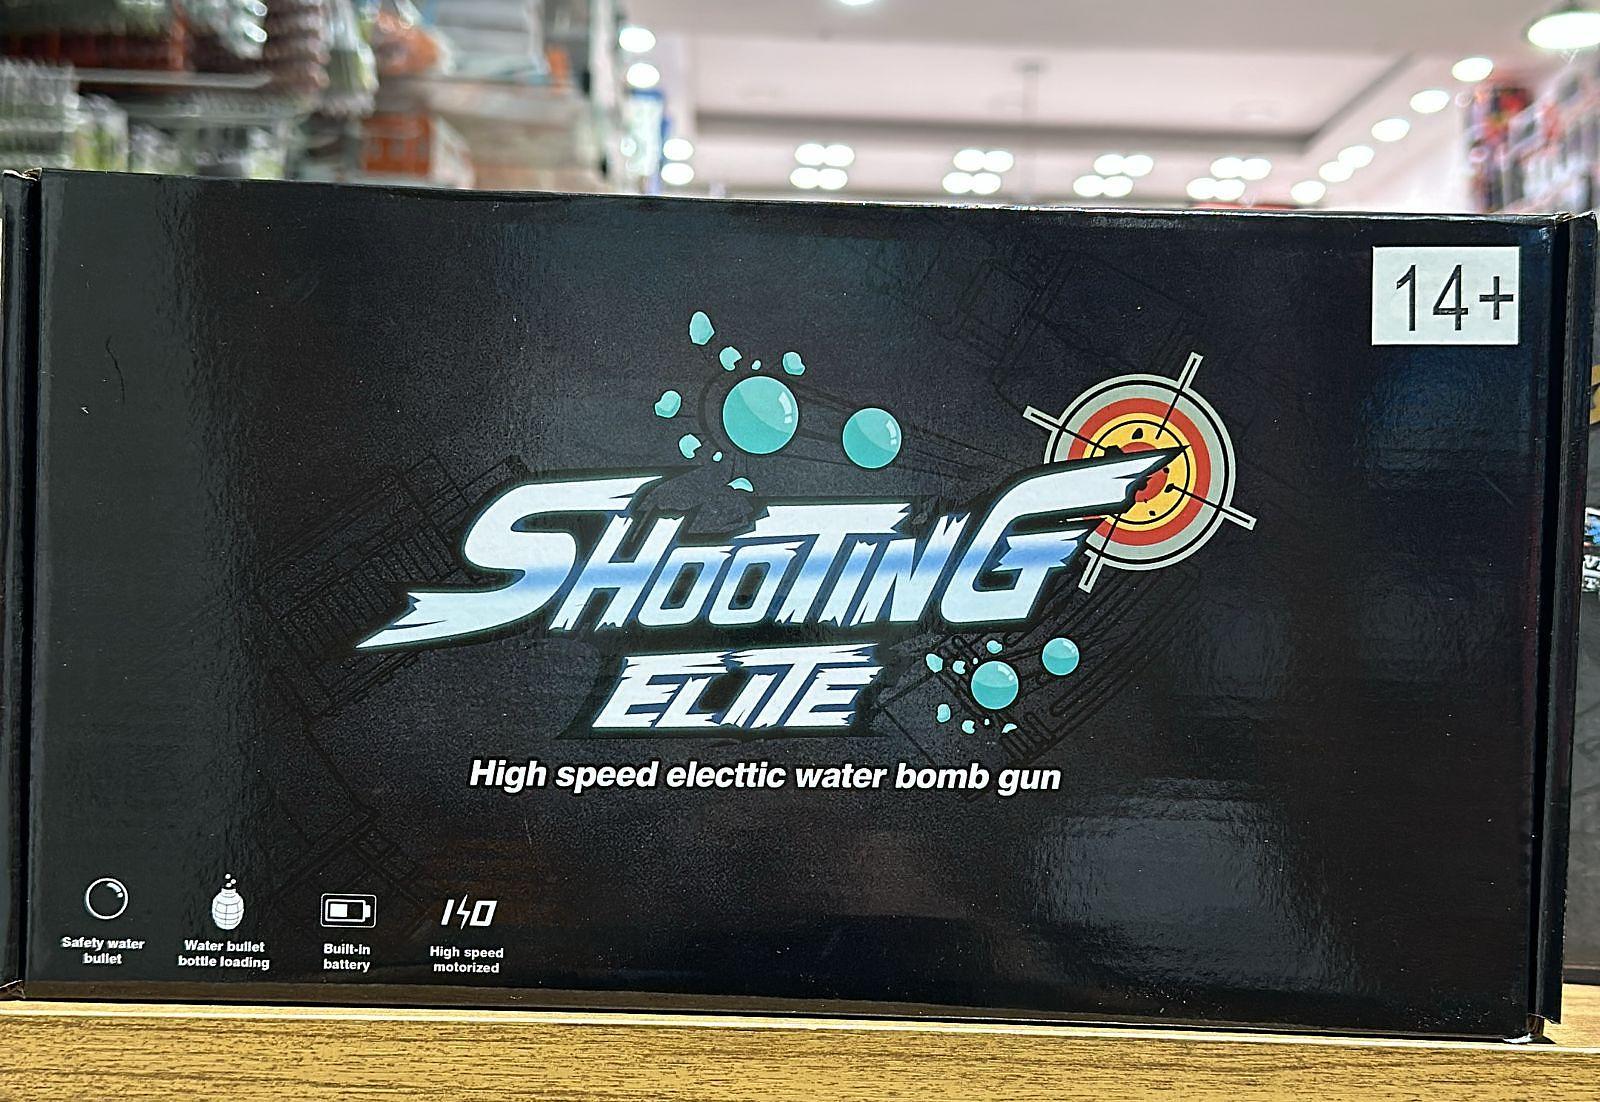 14+
SHOOTING
ELITE
High speed electtic water bomb gun
Safety water
bullet
Water bullet
bottle loading
Built-in
battery
High speed
motorized